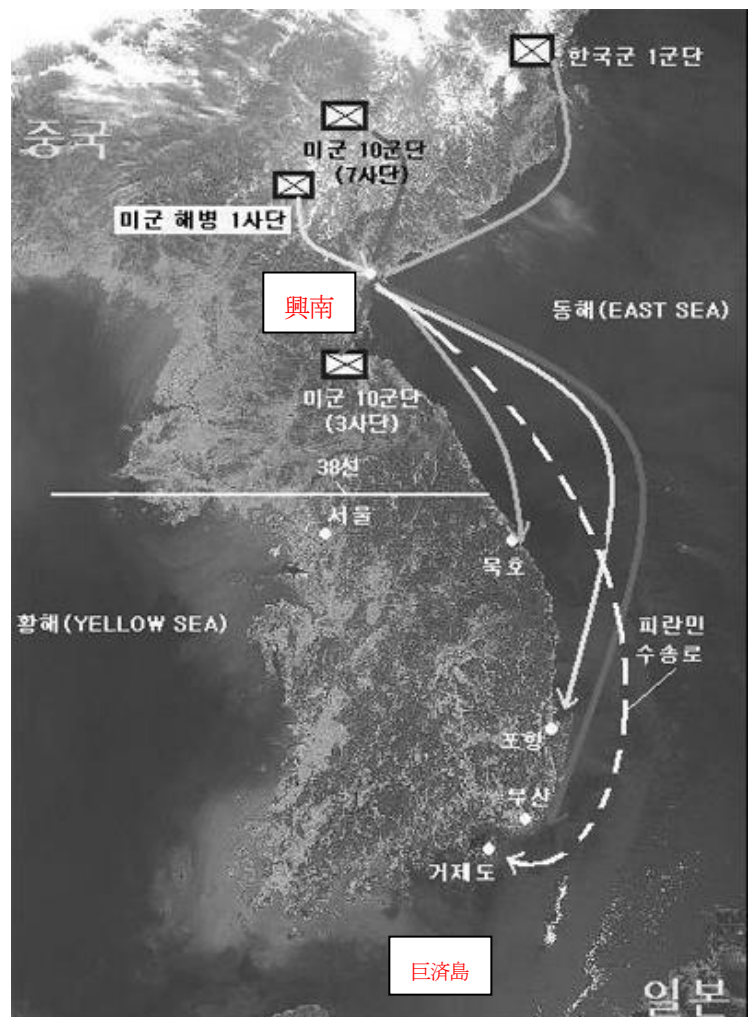 한국군 1군단
중국
미군 10군단
(7사단)
미군 해병 1사단
興南
동해(EAST SEA)
미군 10군단
(3사단)
38선
서울
묵호
황해(YELLOW SEA)
피란민
수송로
포항
부산
거제도
巨済島
일본